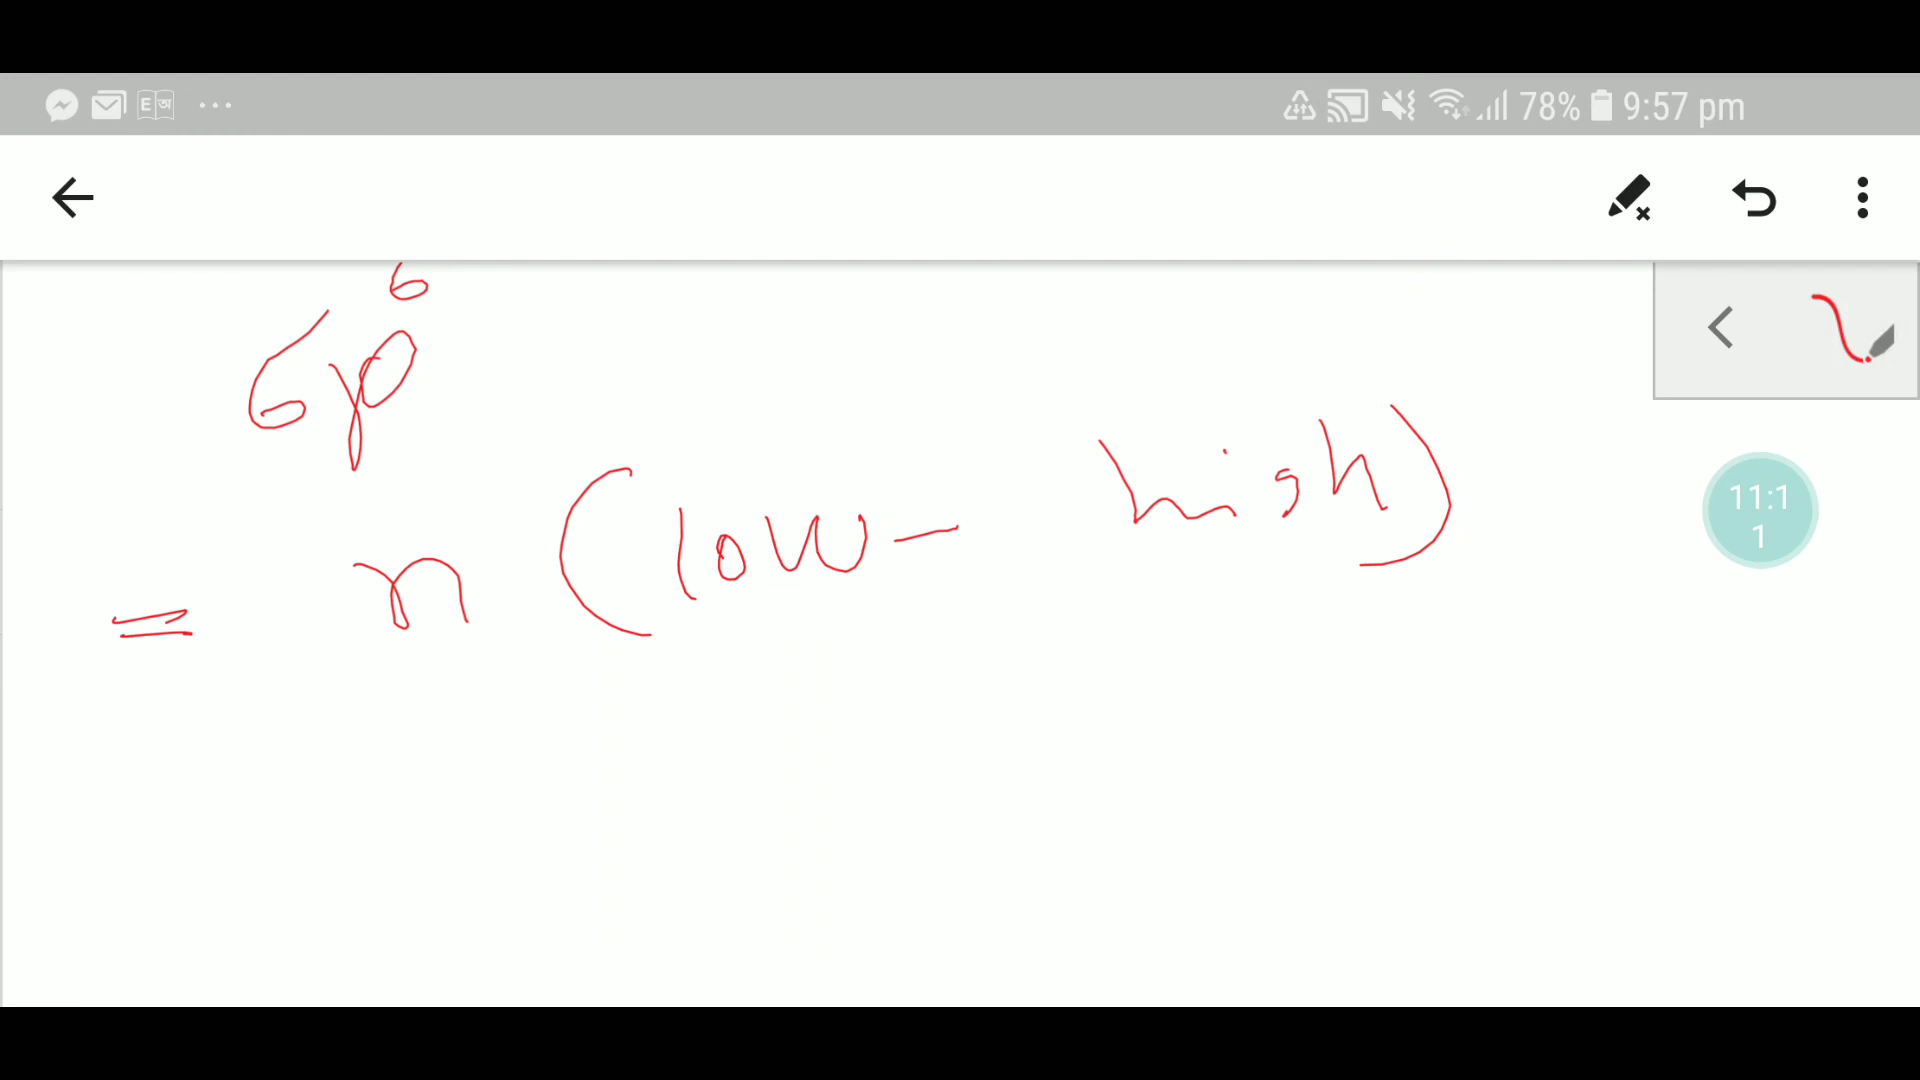 E অ ... 78% 9:57 pm
6
6p
= n (low - high)
11:1
1